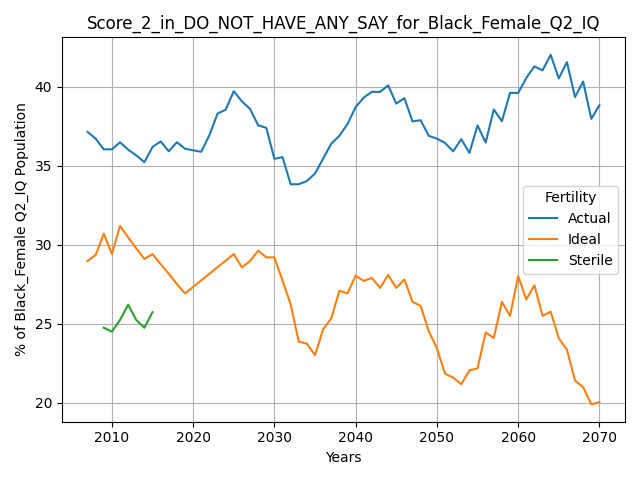 Score_2_in_DO_NOT_HAVE_ANY_SAY_for_Black_Female_Q2_IQ
% of Black_Female Q2_IQ Population
40
35
30
25
20
Fertility
Actual
Ideal
Sterile
2010 2020 2030 2040 2050 2060 2070
Years